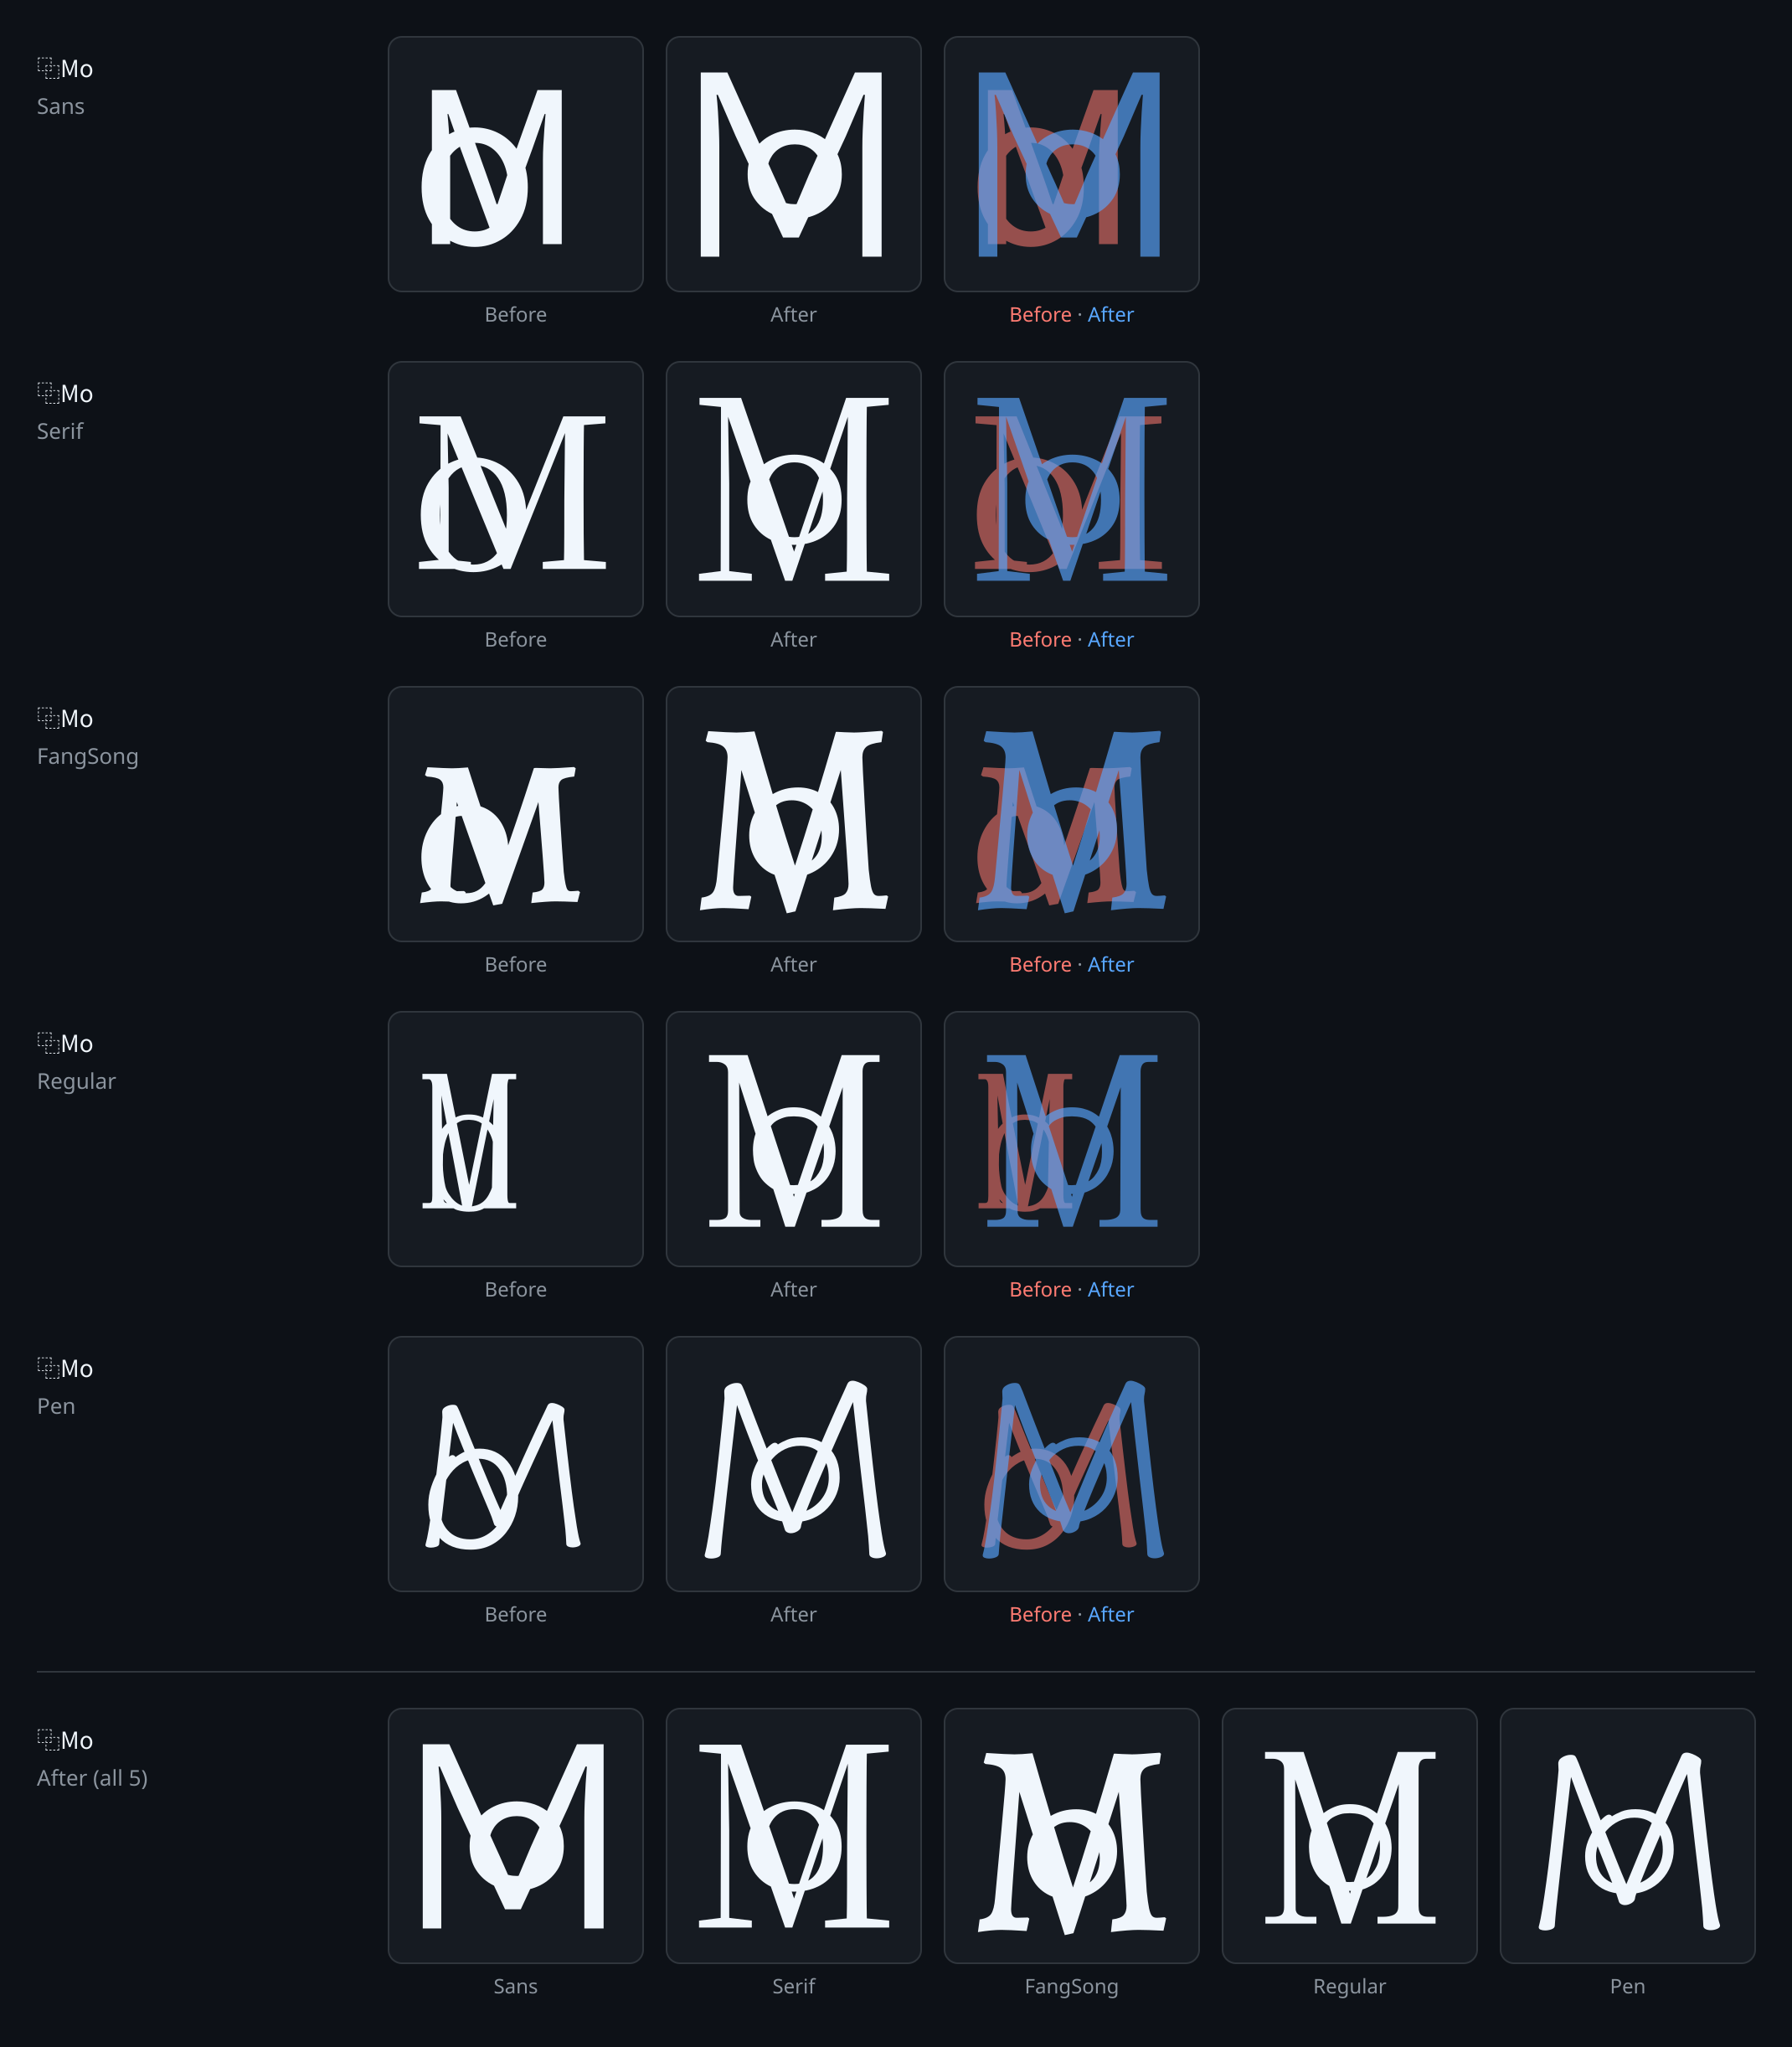 ⿻Mo
Sans
Before
After
Before · After
⿻Mo
Serif
Before
After
Before · After
⿻Mo
FangSong
Before
After
Before · After
⿻Mo
Regular
Before
After
Before · After
⿻Mo
Pen
Before
After
Before · After
⿻Mo
After (all 5)
Sans
Serif
FangSong
Regular
Pen